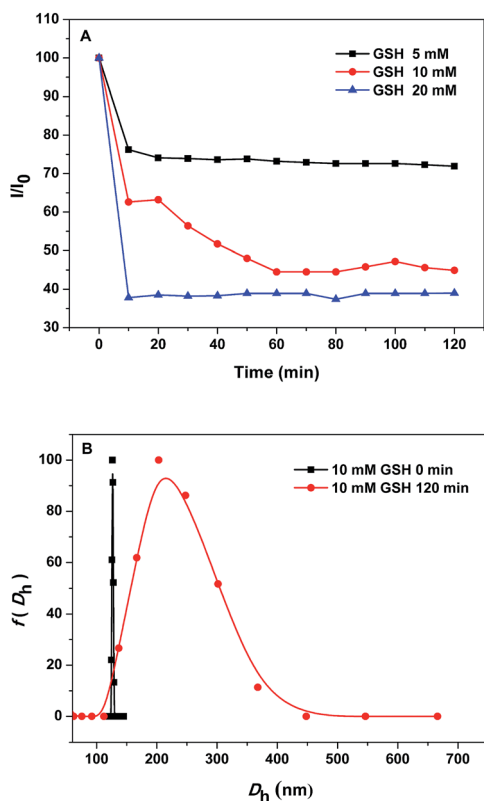 A
GSH 5 mM
GSH 10 mM
GSH 20 mM
I/I0
100
90
80
70
60
50
40
30
0 20 40 60 80 100 120
Time (min)
B
10 mM GSH 0 min
10 mM GSH 120 min
f (Dh)
100
80
60
40
20
0
100 200 300 400 500 600 700
Dh (nm)